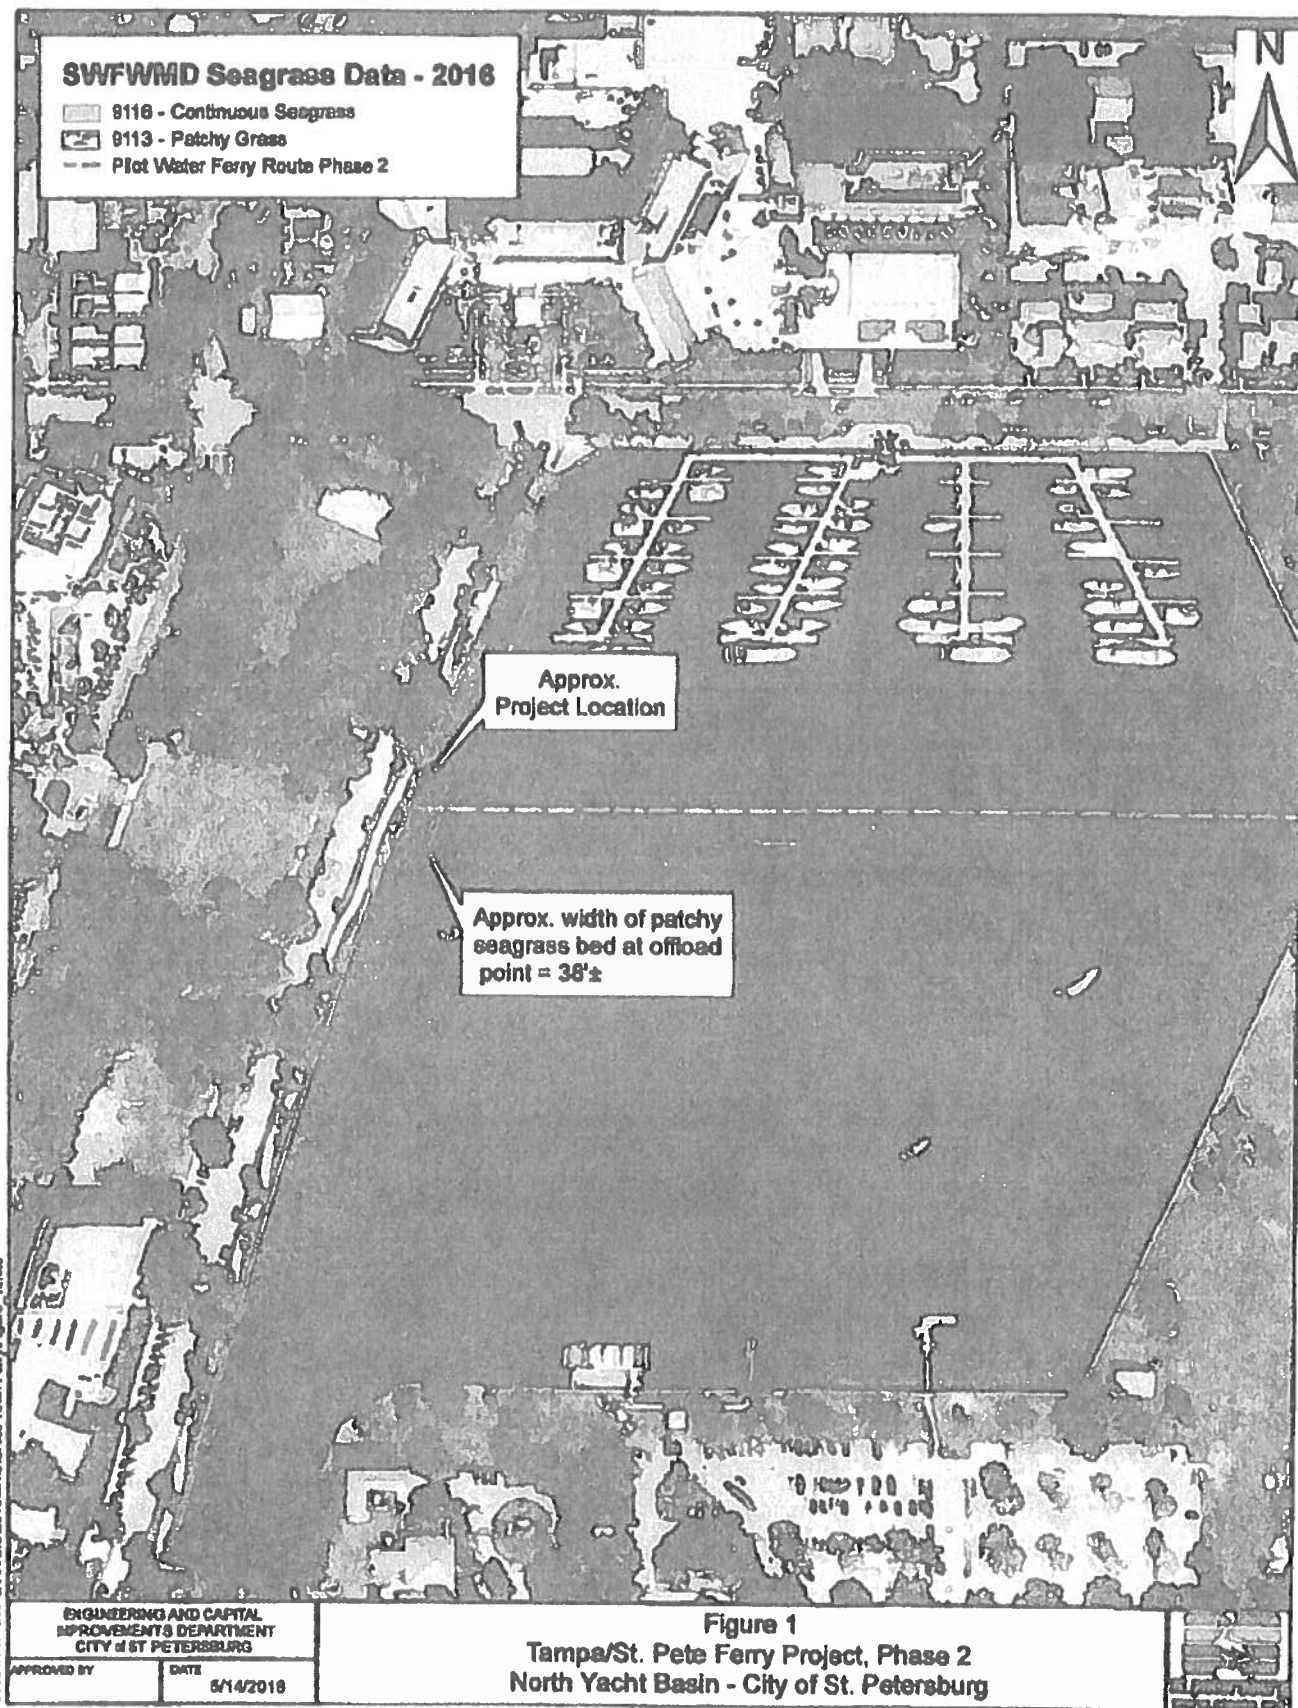 SWFWMD Seagrass Data - 2016
9116 - Continuous Seagrass
9113 - Patchy Grass
Pilot Water Ferry Route Phase 2
N
Approx.
Project Location
Approx. width of patchy
seagrass bed at offload
point = 38'±
ENGINEERING AND CAPITAL
IMPROVEMENTS DEPARTMENT
CITY of ST PETERSBURG
APPROVED BY
DATE
5/14/2018
Figure 1
Tampa/St. Pete Ferry Project, Phase 2
North Yacht Basin - City of St. Petersburg